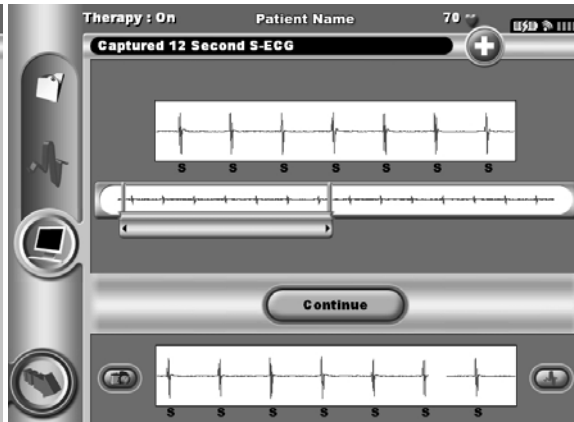 Therapy : On Patient Name 70
Captured 12 Second S-ECG
S S S S S S S
Continue
S S S S S S S